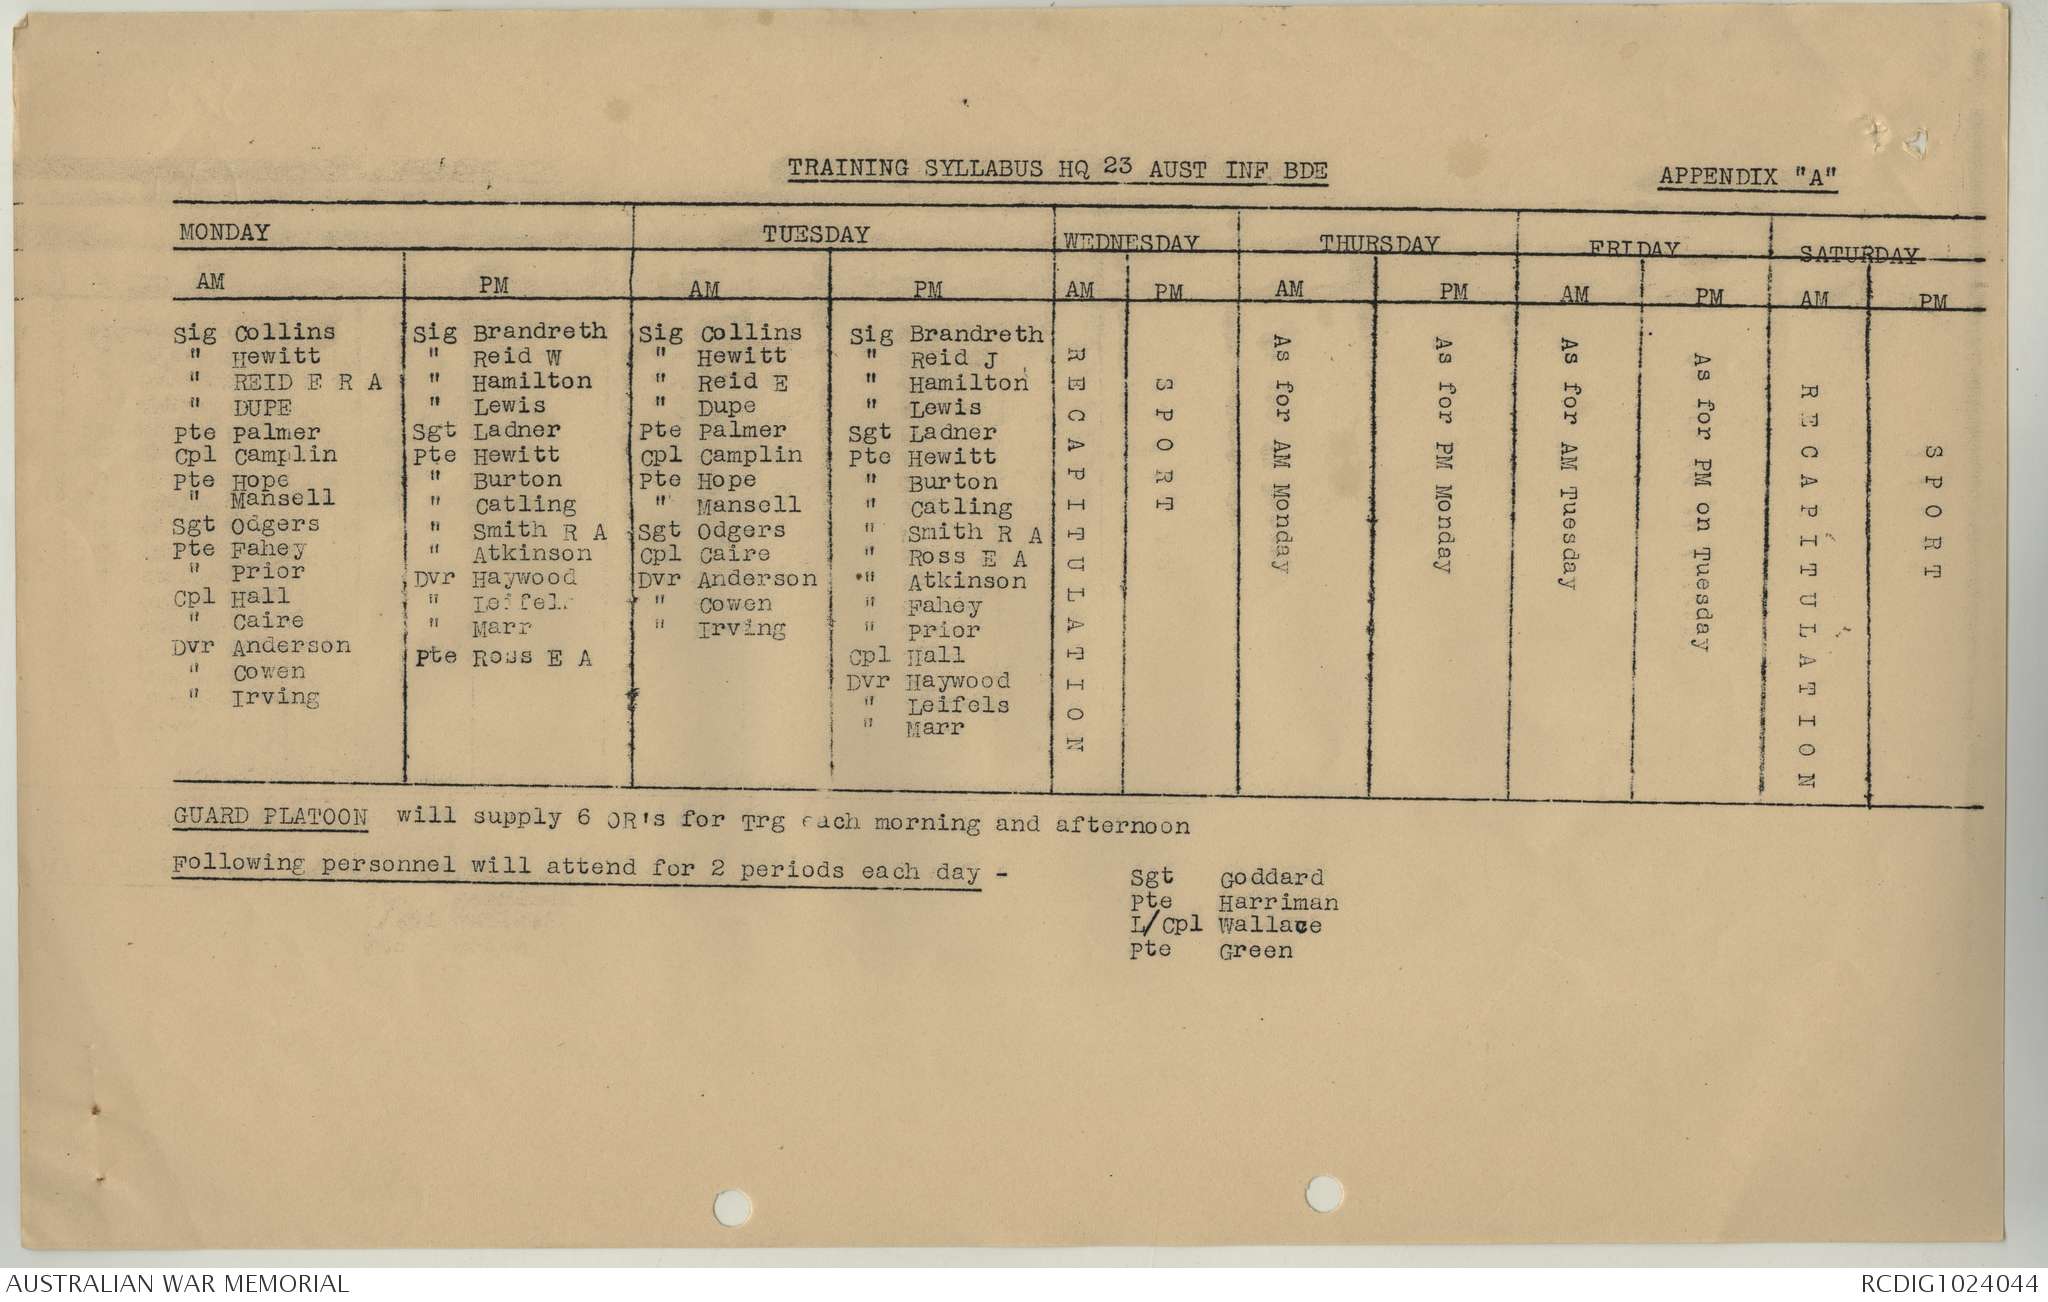 TRAINING SYLLABUS HQ 23 AUST INF BDE
APPENDIX "A"
MONDAY TUESDAY WEDNESDAY THURSDAY FRIDAY SATURDAY
AM PM AM PM AM PM AM PM AM PM AM PM
Sig Collins
" Hewitt
" REID E R A
" DUPE
Pte Palmer
Cpl Camplin
Pte Hope
" Mansell
Sgt Odgers
Pte Fahey
" Prior
Cpl Hall
" Caire
Dvr Anderson
" Cowen
" Irving
Sig Brandreth
" Reid W
" Hamilton
" Lewis
Sgt Ladner
Pte Hewitt
" Burton
" Catling
" Smith R A
" Atkinson
Dvr Haywood
" Leifels
" Marr
Pte Ross E A
Sig Collins
" Hewitt
" Reid E
" Dupe
Pte Palmer
Cpl Camplin
Pte Hope
" Mansell
Sgt Odgers
Cpl Caire
Dvr Anderson
" Cowen
" Irving
Sig Brandreth
" Reid J
" Hamilton
" Lewis
Sgt Ladner
Pte Hewitt
" Burton
" Catling
" Smith R A
" Ross E A
" Atkinson
" Fahey
" Prior
Cpl Hall
Dvr Haywood
" Leifels
" Marr
RECAPITULATION
SPORT
As for AM Monday
As for PM Monday
As for AM Tuesday
As for PM on Tuesday
RECAPITULATION
SPORT
GUARD PLATOON will supply 6 OR's for Trg each morning and afternoon
Following personnel will attend for 2 periods each day -
Sgt Goddard
Pte Harriman
L/Cpl Wallace
Pte Green
AUSTRALIAN WAR MEMORIAL
RCDIG1024044